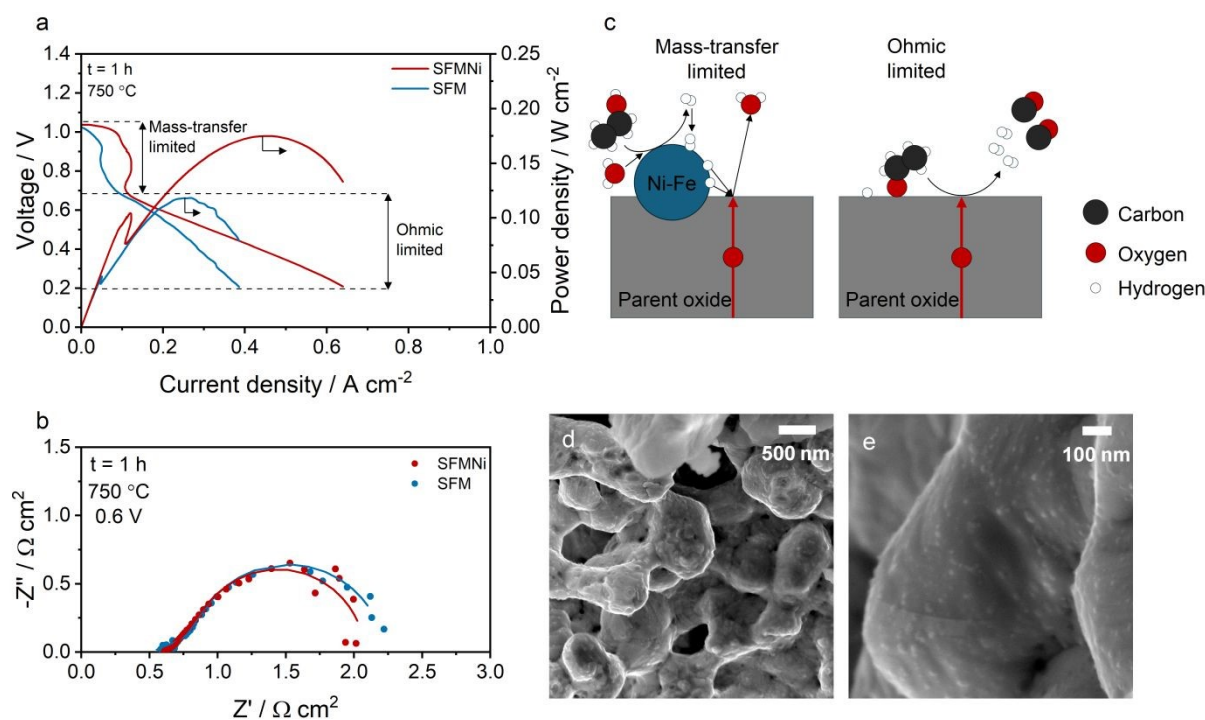 a
t = 1 h
750 °C
SFMNi
SFM
Mass-transfer
limited
Ohmic
limited
Voltage / V
1.4
1.2
1.0
0.8
0.6
0.4
0.2
0.0
0.25
0.20
0.15
0.10
0.05
0.00
Power density / W cm⁻²
0.0 0.2 0.4 0.6 0.8 1.0
Current density / A cm⁻²
b
t = 1 h
750 °C
0.6 V
SFMNi
SFM
-Z'' / Ω cm²
1.5
1.0
0.5
0.0
0.0 0.5 1.0 1.5 2.0 2.5 3.0
Z' / Ω cm²
c
Mass-transfer
limited
Ohmic
limited
Ni-Fe
Parent oxide
Parent oxide
Carbon
Oxygen
Hydrogen
d
500 nm
e
100 nm